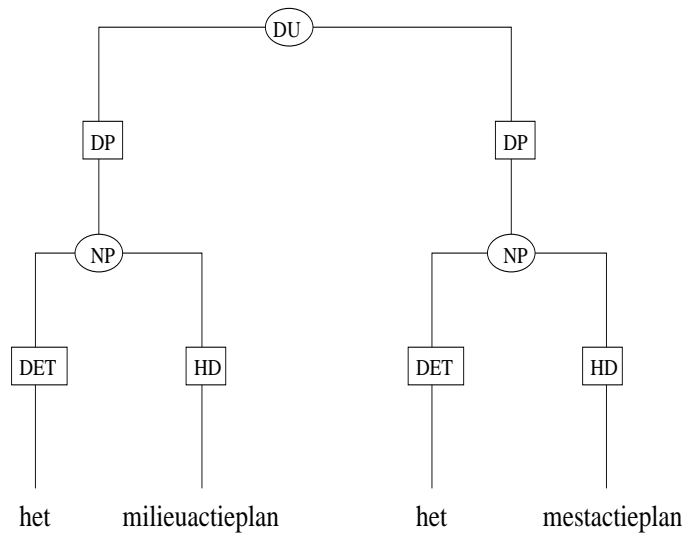 DU
DP DP
NP NP
DET HD DET HD
het milieuactieplan het mestactieplan